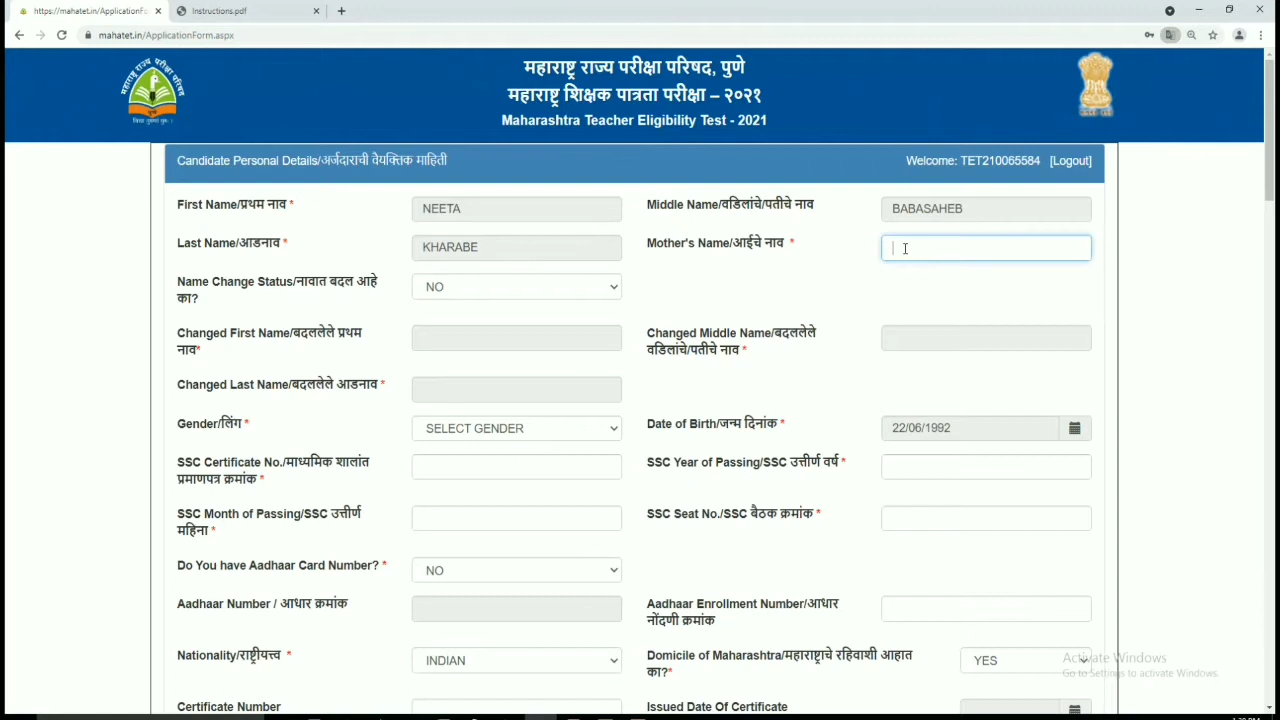 https://mahatet.in/ApplicationF
Instructions.pdf
mahatet.in/ApplicationForm.aspx
महाराष्ट्र राज्य परीक्षा परिषद, पुणे
महाराष्ट्र शिक्षक पात्रता परीक्षा – २०२१
Maharashtra Teacher Eligibility Test - 2021
Candidate Personal Details/अर्जदाराची वैयक्तिक माहिती
Welcome: TET210065584 [Logout]
First Name/प्रथम नाव *
NEETA
Middle Name/वडिलांचे/पतीचे नाव
BABASAHEB
Last Name/आडनाव *
KHARABE
Mother's Name/आईचे नाव *
Name Change Status/नावात बदल आहे
का?
NO
Changed First Name/बदललेले प्रथम
नाव*
Changed Middle Name/बदललेले
वडिलांचे/पतीचे नाव *
Changed Last Name/बदललेले आडनाव *
Gender/लिंग *
SELECT GENDER
Date of Birth/जन्म दिनांक *
22/06/1992
SSC Certificate No./माध्यमिक शालांत
प्रमाणपत्र क्रमांक *
SSC Year of Passing/SSC उत्तीर्ण वर्ष *
SSC Month of Passing/SSC उत्तीर्ण
महिना *
SSC Seat No./SSC बैठक क्रमांक *
Do You have Aadhaar Card Number? *
NO
Aadhaar Number / आधार क्रमांक
Aadhaar Enrollment Number/आधार
नोंदणी क्रमांक
Nationality/राष्ट्रीयत्त्व *
INDIAN
Domicile of Maharashtra/महाराष्ट्राचे रहिवाशी आहात
का?*
YES
Activate Windows
Go to Settings to activate Windows.
Certificate Number
Issued Date Of Certificate